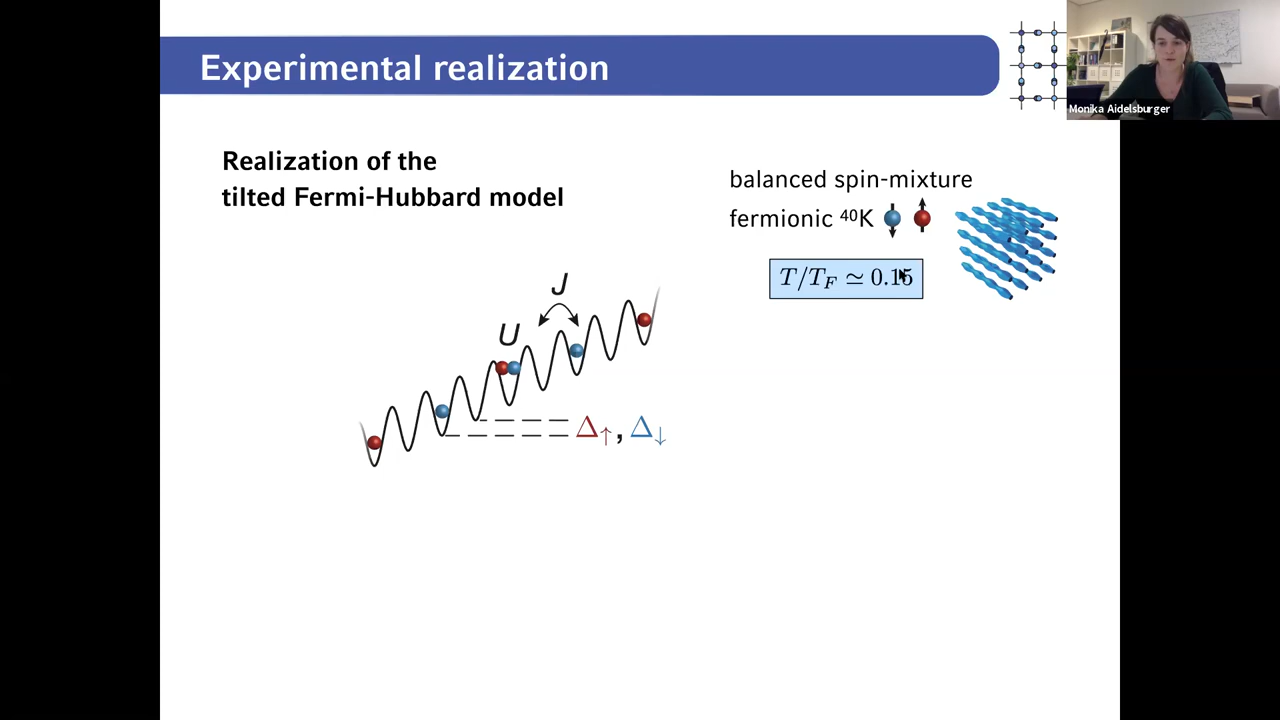 Experimental realization
Monika Aidelsburger
Realization of the
tilted Fermi-Hubbard model
balanced spin-mixture
fermionic ⁴⁰K
T/T_F ≃ 0.15
J
U
Δ↑, Δ↓